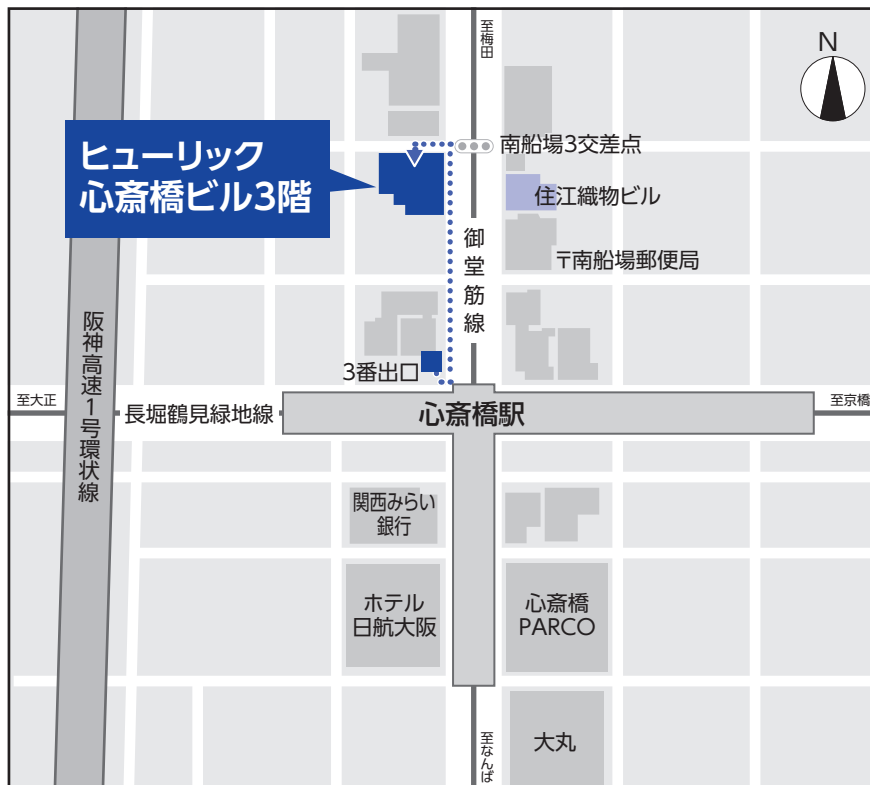 至梅田
N
南船場3交差点
ヒューリック
心斎橋ビル3階
住江織物ビル
御堂筋線
〒南船場郵便局
阪神高速1号環状線
3番出口
至大正
長堀鶴見緑地線
心斎橋駅
至京橋
関西みらい
銀行
ホテル
日航大阪
心斎橋
PARCO
至なんば
大丸